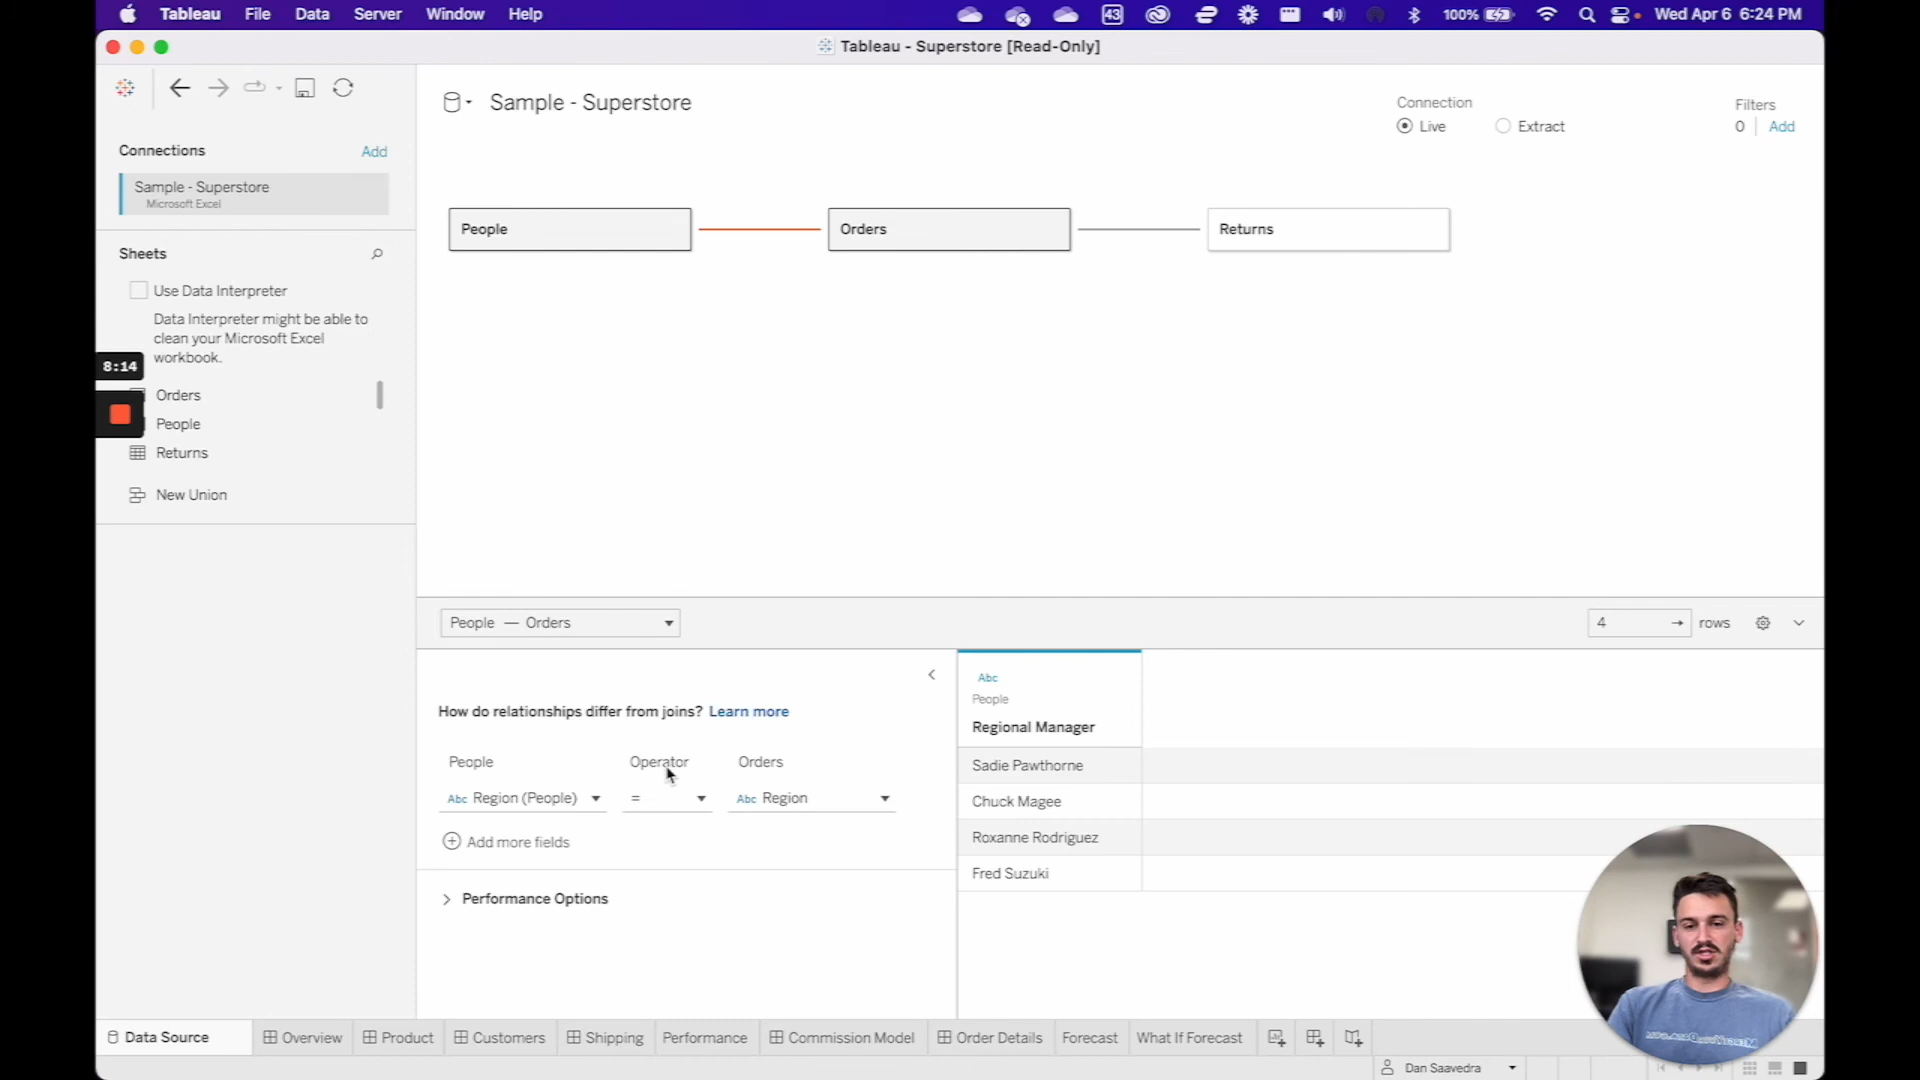 Tableau File Data Server Window Help
43
100%
Wed Apr 6 6:24 PM
Tableau - Superstore [Read-Only]
Sample - Superstore
Connection
Live
Extract
Filters
0
Add
Connections
Add
Sample - Superstore
Microsoft Excel
Sheets
Use Data Interpreter
Data Interpreter might be able to
clean your Microsoft Excel
workbook.
8:14
Orders
People
Returns
New Union
People
Orders
Returns
People — Orders
4
rows
How do relationships differ from joins? Learn more
People
Operator
Orders
Abc Region (People)
=
Abc Region
Add more fields
Performance Options
Abc
People
Regional Manager
Sadie Pawthorne
Chuck Magee
Roxanne Rodriguez
Fred Suzuki
Data Source
Overview
Product
Customers
Shipping
Performance
Commission Model
Order Details
Forecast
What If Forecast
Dan Saavedra